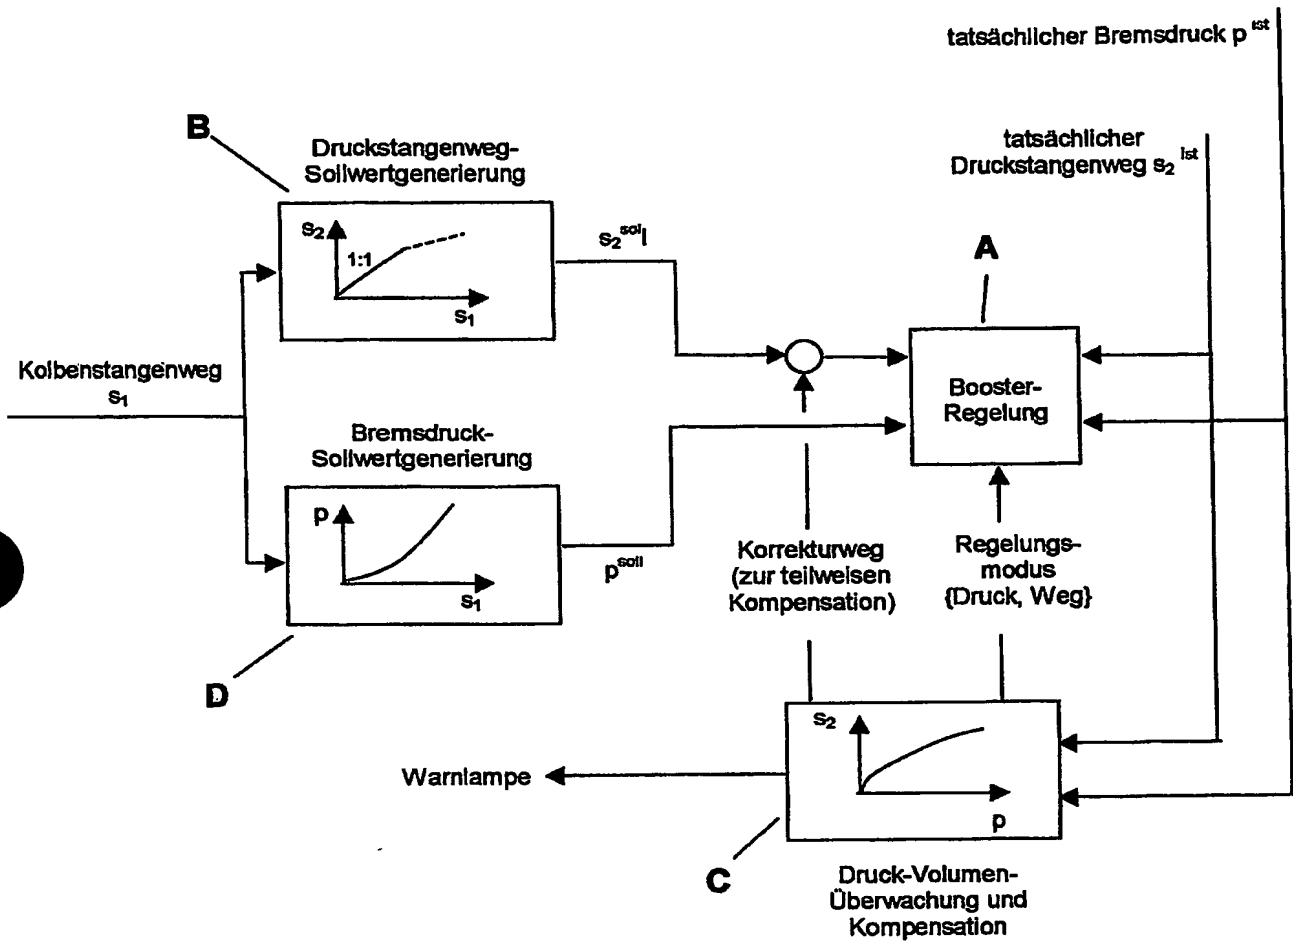 tatsächlicher Bremsdruck p ist
B
Druckstangenweg-
Sollwertgenerierung
tatsächlicher
Druckstangenweg s2 ist
s2
1:1
s1
s2 soll
A
Kolbenstangenweg
s1
Booster-
Regelung
Bremsdruck-
Sollwertgenerierung
p
s1
p soll
Korrekturweg
(zur teilweisen
Kompensation)
Regelungs-
modus
{Druck, Weg}
D
s2
p
Warnlampe
C
Druck-Volumen-
Überwachung und
Kompensation